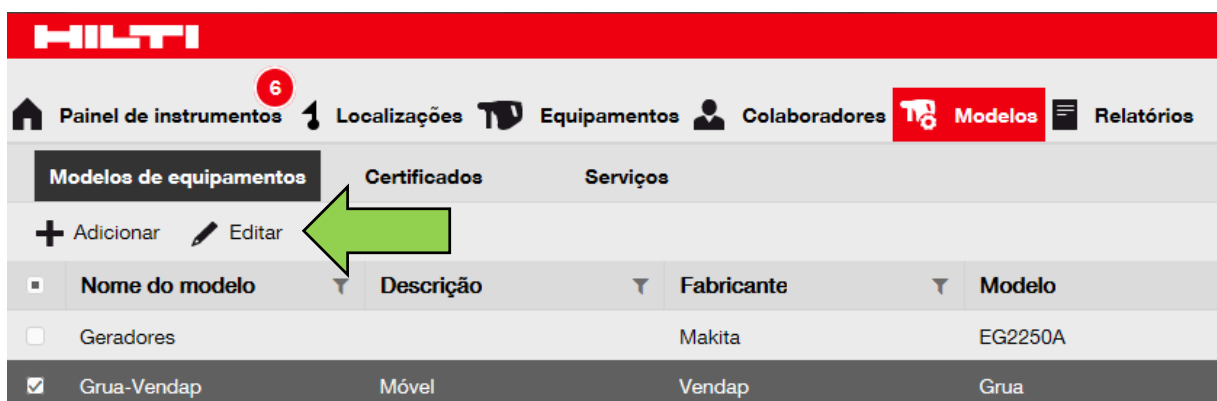 HILTI
6
Painel de instrumentos Localizações Equipamentos Colaboradores Modelos Relatórios
Modelos de equipamentos Certificados Serviços
Adicionar Editar
Nome do modelo Descrição Fabricante Modelo
Geradores Makita EG2250A
Grua-Vendap Móvel Vendap Grua